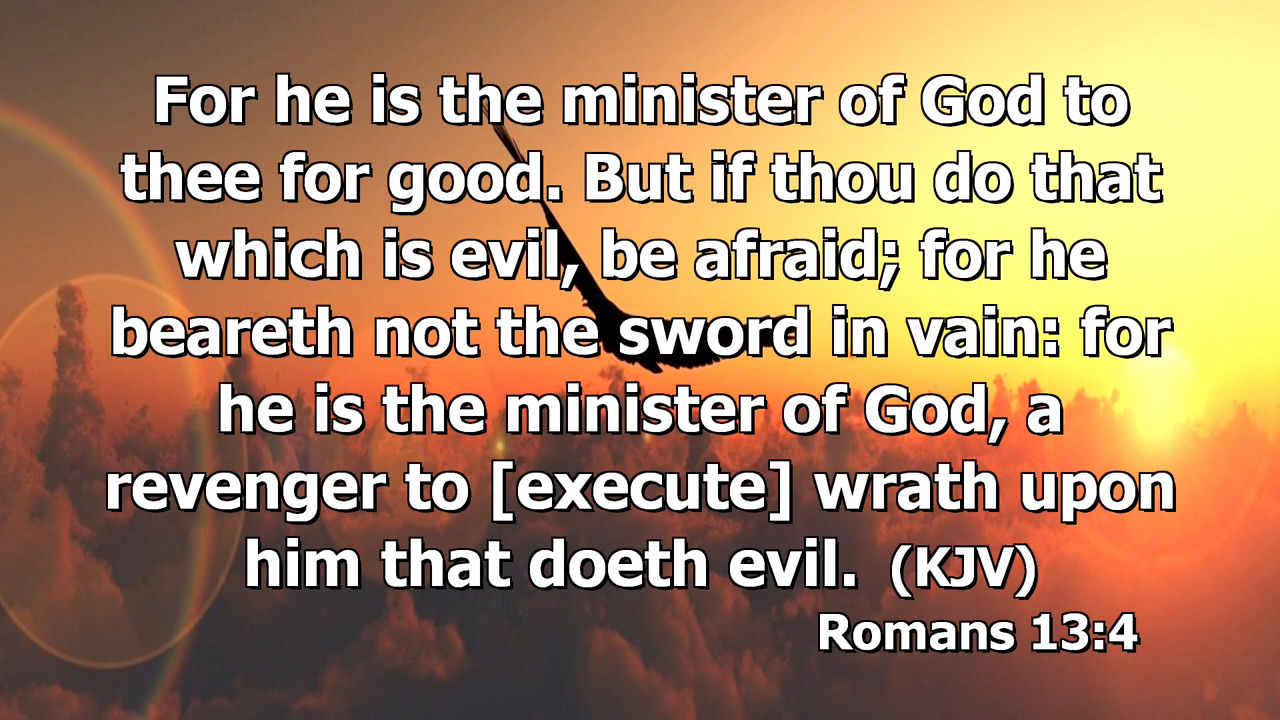 For he is the minister of God to
thee for good. But if thou do that
which is evil, be afraid; for he
beareth not the sword in vain: for
he is the minister of God, a
revenger to [execute] wrath upon
him that doeth evil. (KJV)
Romans 13:4